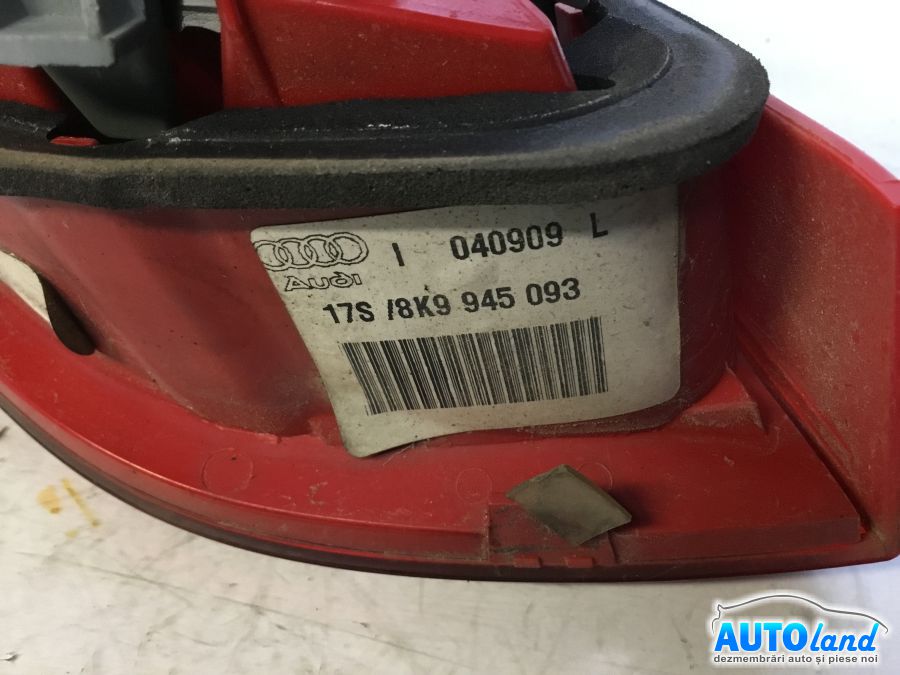 I 040909 L
Audi
17S /8K9 945 093
AUTOland
dezmembrări auto și piese noi